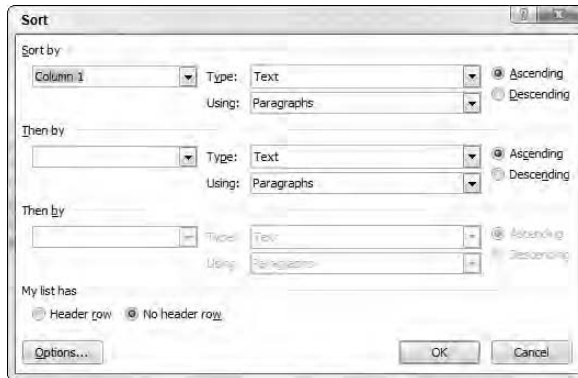 Sort
Sort by
Column 1 Type: Text Ascending
Using: Paragraphs Descending
Then by
Type: Text Ascending
Using: Paragraphs Descending
Then by
Type: Text Ascending
Using: Paragraphs Descending
My list has
Header row No header row
Options... OK Cancel